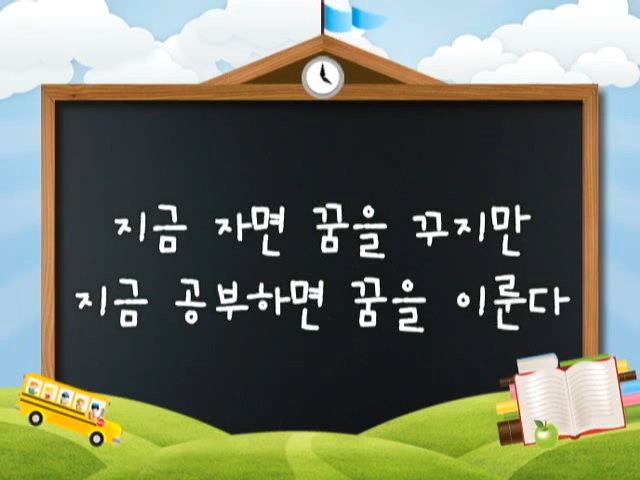 지금 자면 꿈을 꾸지만
지금 공부하면 꿈을 이룬다